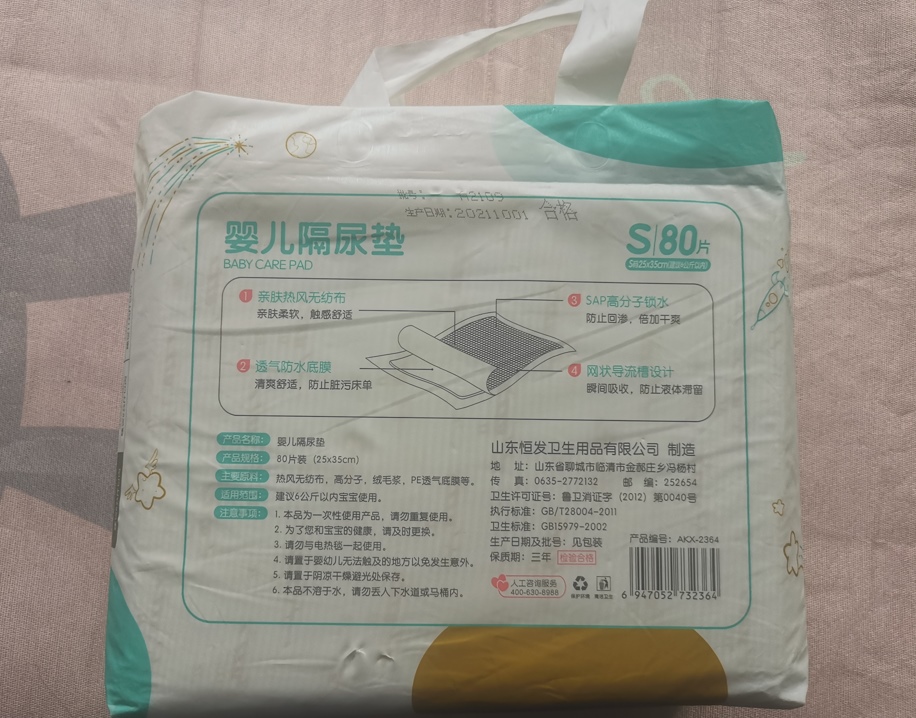 生产日期：20211001 合格
婴儿隔尿垫
BABY CARE PAD
S|80片
1 亲肤热风无纺布
亲肤柔软，触感舒适
2 透气防水底膜
清爽舒适，防止脏污床单
3 SAP高分子锁水
防止回渗，倍加干爽
4 网状导流槽设计
瞬间吸收，防止液体滞留
产品名称： 婴儿隔尿垫
产品规格： 80片装（25x35cm）
主要原料： 热风无纺布，高分子，绒毛浆，PE透气底膜等。
适用范围： 建议6公斤以内宝宝使用。
注意事项： 1. 本品为一次性使用产品，请勿重复使用。
2. 为了您和宝宝的健康，请及时更换。
3. 请勿与电热毯一起使用。
4. 请置于婴幼儿无法触及的地方以免发生意外。
5. 请置于阴凉干燥避光处保存。
6. 本品不溶于水，请勿丢入下水道或马桶内。
山东恒发卫生用品有限公司 制造
地 址：山东省聊城市临清市金郝庄乡冯杨村
传 真：0635-2772132 邮 编：252654
卫生许可证号：鲁卫消证字（2012）第0040号
执行标准：GB/T28004-2011
卫生标准：GB15979-2002
生产日期及批号：见包装
保质期：三年 检验合格
产品编号：AKX-2364
人工咨询服务
400-630-8988
保护环境
6 947052 732364